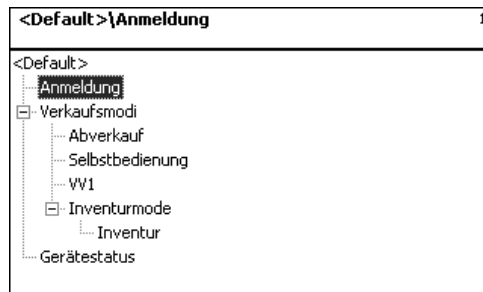 <Default>\Anmeldung 1
<Default>
Anmeldung
Verkaufsmodi
Abverkauf
Selbstbedienung
VV1
Inventurmode
Inventur
Gerätestatus